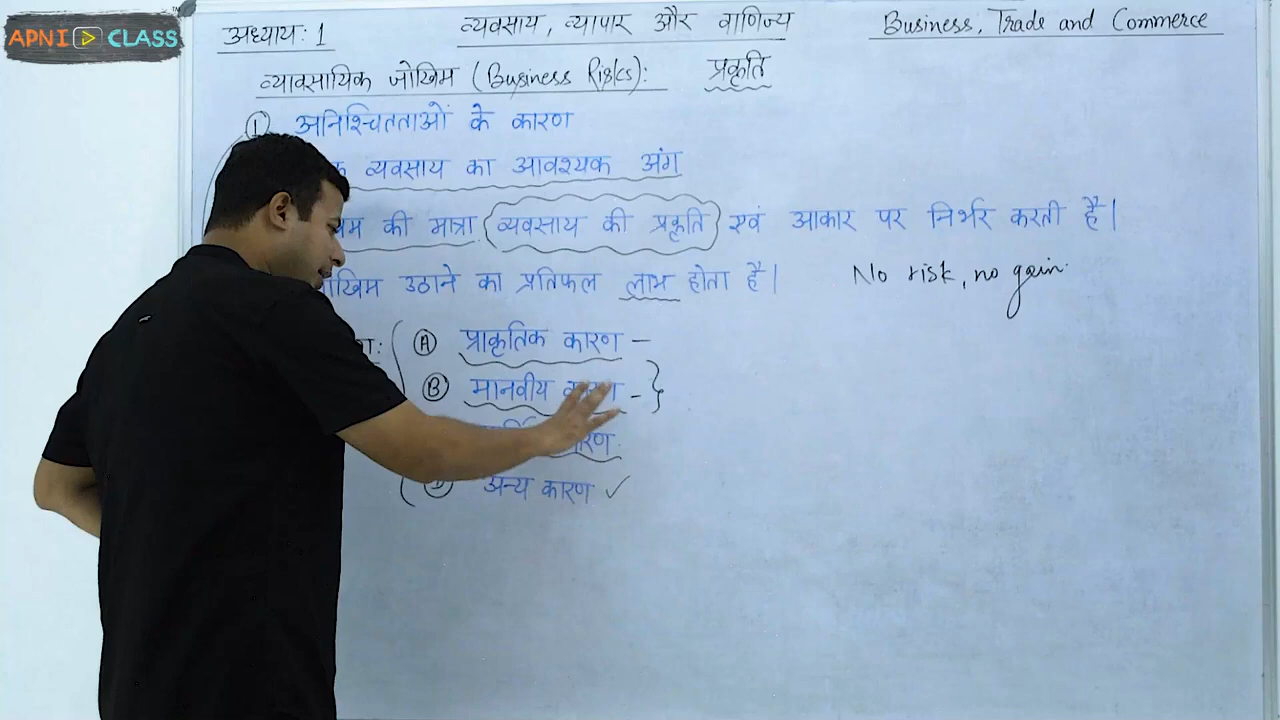 APNI CLASS
अध्याय: 1 व्यवसाय, व्यापार और वाणिज्य Business, Trade and Commerce
व्यावसायिक जोखिम (Business Risks): प्रकृति
① अनिश्चितताओं के कारण
व्यवसाय का आवश्यक अंग
की मात्रा व्यवसाय की प्रकृति एवं आकार पर निर्भर करती है।
उठाने का प्रतिफल लाभ होता है। No risk, no gain.
Ⓐ प्राकृतिक कारण –
Ⓑ मानवीय –
अन्य कारण ✓